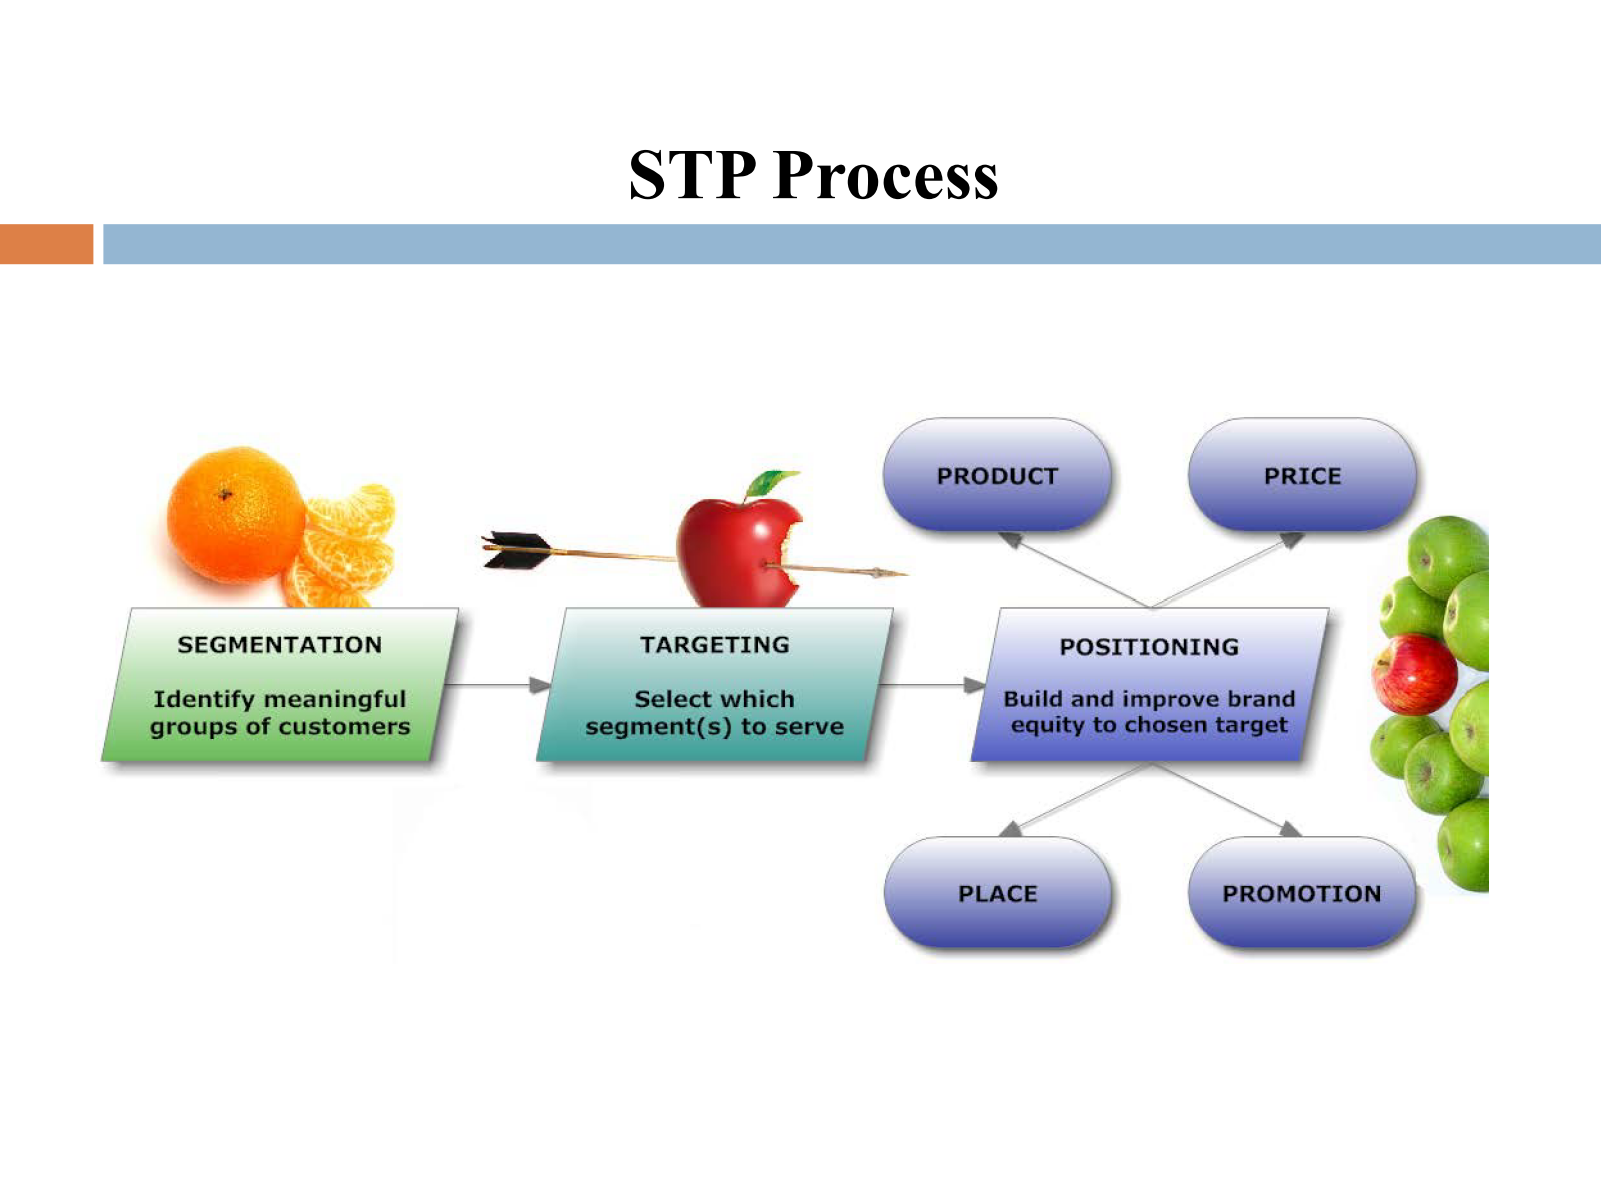 STP Process
PRODUCT
PRICE
SEGMENTATION
Identify meaningful
groups of customers
TARGETING
Select which
segment(s) to serve
POSITIONING
Build and improve brand
equity to chosen target
PLACE
PROMOTION